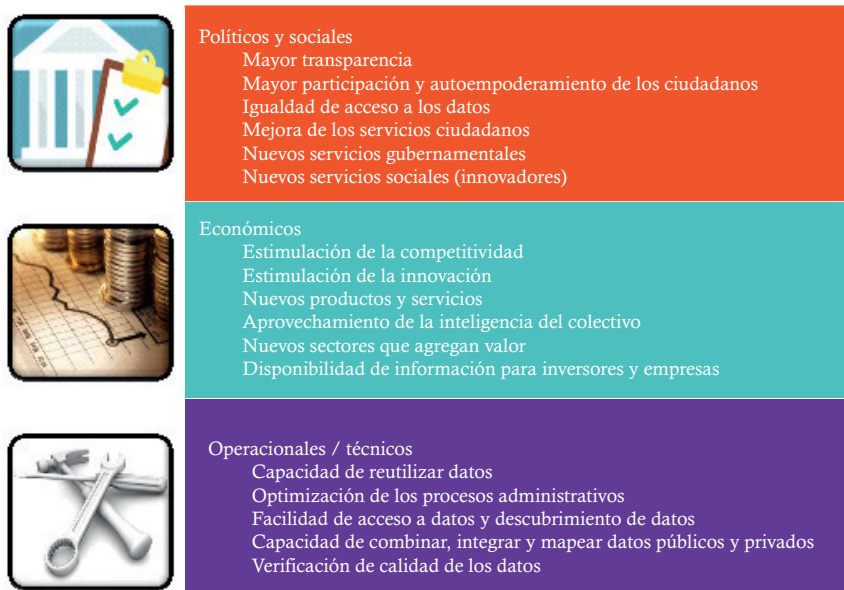 Políticos y sociales
Mayor transparencia
Mayor participación y autoempoderamiento de los ciudadanos
Igualdad de acceso a los datos
Mejora de los servicios ciudadanos
Nuevos servicios gubernamentales
Nuevos servicios sociales (innovadores)
Económicos
Estimulación de la competitividad
Estimulación de la innovación
Nuevos productos y servicios
Aprovechamiento de la inteligencia del colectivo
Nuevos sectores que agregan valor
Disponibilidad de información para inversores y empresas
Operacionales / técnicos
Capacidad de reutilizar datos
Optimización de los procesos administrativos
Facilidad de acceso a datos y descubrimiento de datos
Capacidad de combinar, integrar y mapear datos públicos y privados
Verificación de calidad de los datos